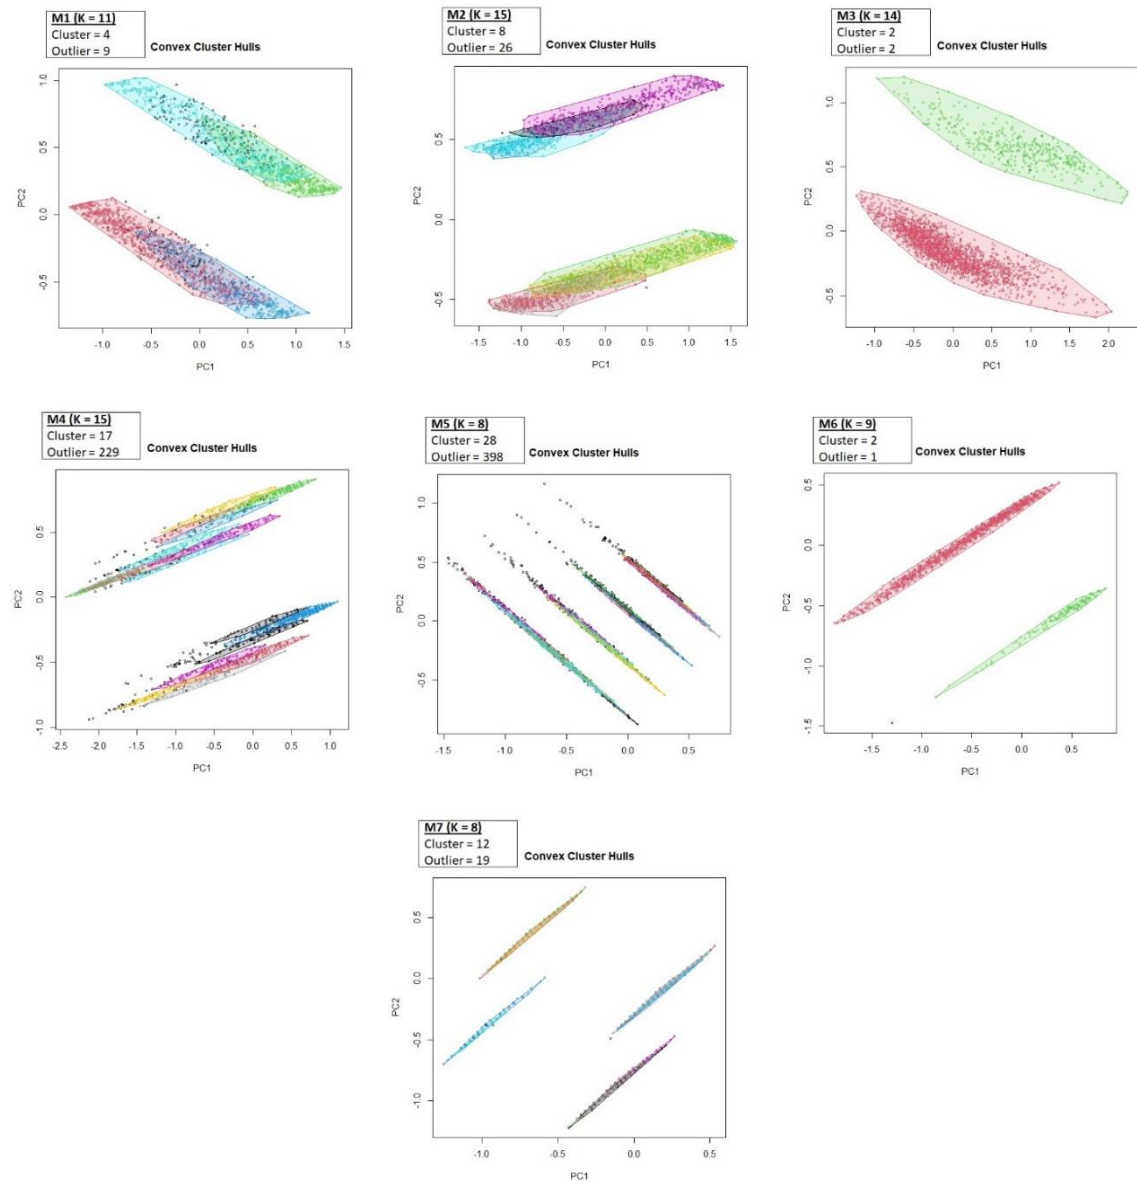 M1 (K = 11)
Cluster = 4
Outlier = 9
Convex Cluster Hulls
PC2
1.0
0.5
0.0
-0.5
-1.0
-0.5
0.0
0.5
1.0
1.5
PC1
M2 (K = 15)
Cluster = 8
Outlier = 26
Convex Cluster Hulls
PC2
0.5
0.0
-0.5
-1.5
-1.0
-0.5
0.0
0.5
1.0
1.5
PC1
M3 (K = 14)
Cluster = 2
Outlier = 2
Convex Cluster Hulls
PC2
1.0
0.5
0.0
-0.5
-1.0
-0.5
0.0
0.5
1.0
1.5
2.0
PC1
M4 (K = 15)
Cluster = 17
Outlier = 229
Convex Cluster Hulls
PC2
0.5
0.0
-0.5
-1.0
-2.5
-2.0
-1.5
-1.0
-0.5
0.0
0.5
1.0
PC1
M5 (K = 8)
Cluster = 28
Outlier = 398
Convex Cluster Hulls
PC2
1.0
0.5
0.0
-0.5
-1.5
-1.0
-0.5
0.0
0.5
PC1
M6 (K = 9)
Cluster = 2
Outlier = 1
Convex Cluster Hulls
PC2
0.5
0.0
-0.5
-1.0
-1.5
-1.5
-1.0
-0.5
0.0
0.5
PC1
M7 (K = 8)
Cluster = 12
Outlier = 19
Convex Cluster Hulls
PC2
0.5
0.0
-0.5
-1.0
-1.0
-0.5
0.0
0.5
PC1